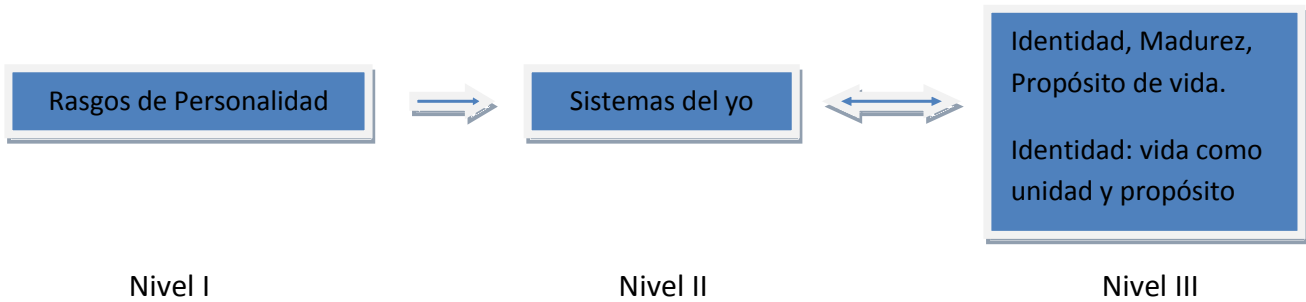 Rasgos de Personalidad
Sistemas del yo
Identidad, Madurez,
Propósito de vida.
Identidad: vida como
unidad y propósito
Nivel I
Nivel II
Nivel III